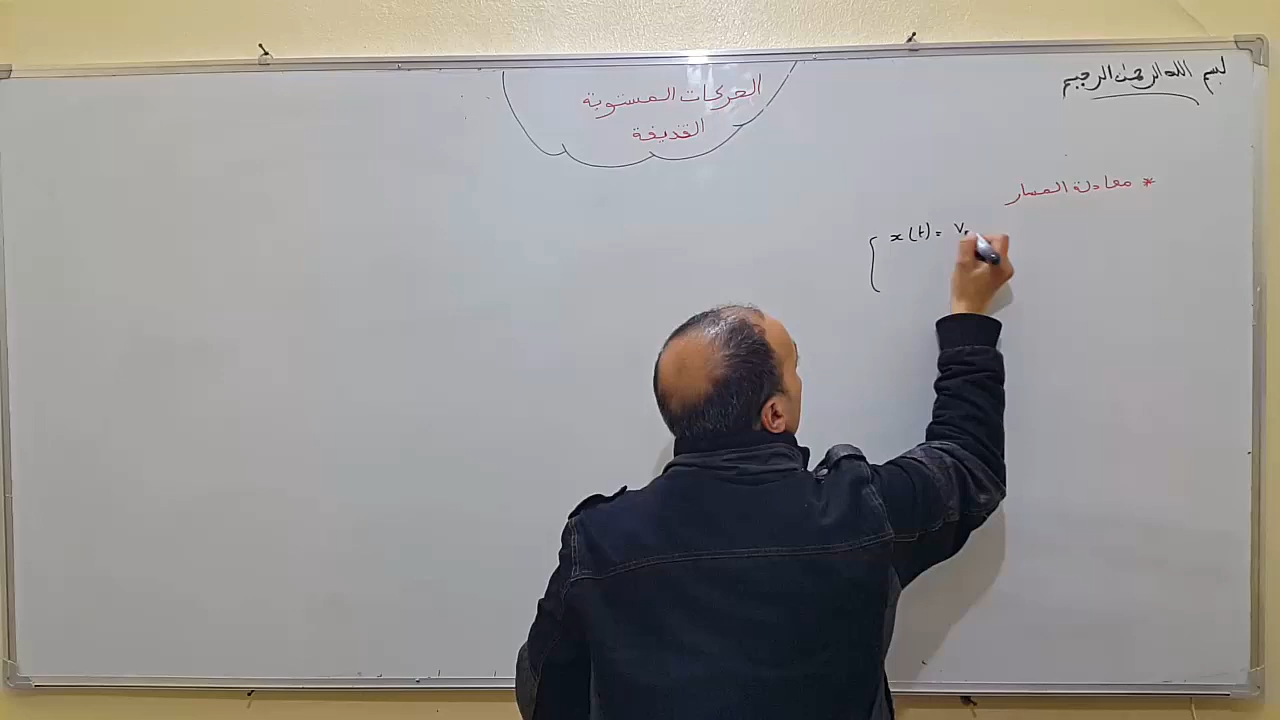 بسم الله الرحمن الرحيم
الحركات المستوية
القذيفة
* معادلة المسار
x(t) = V₀